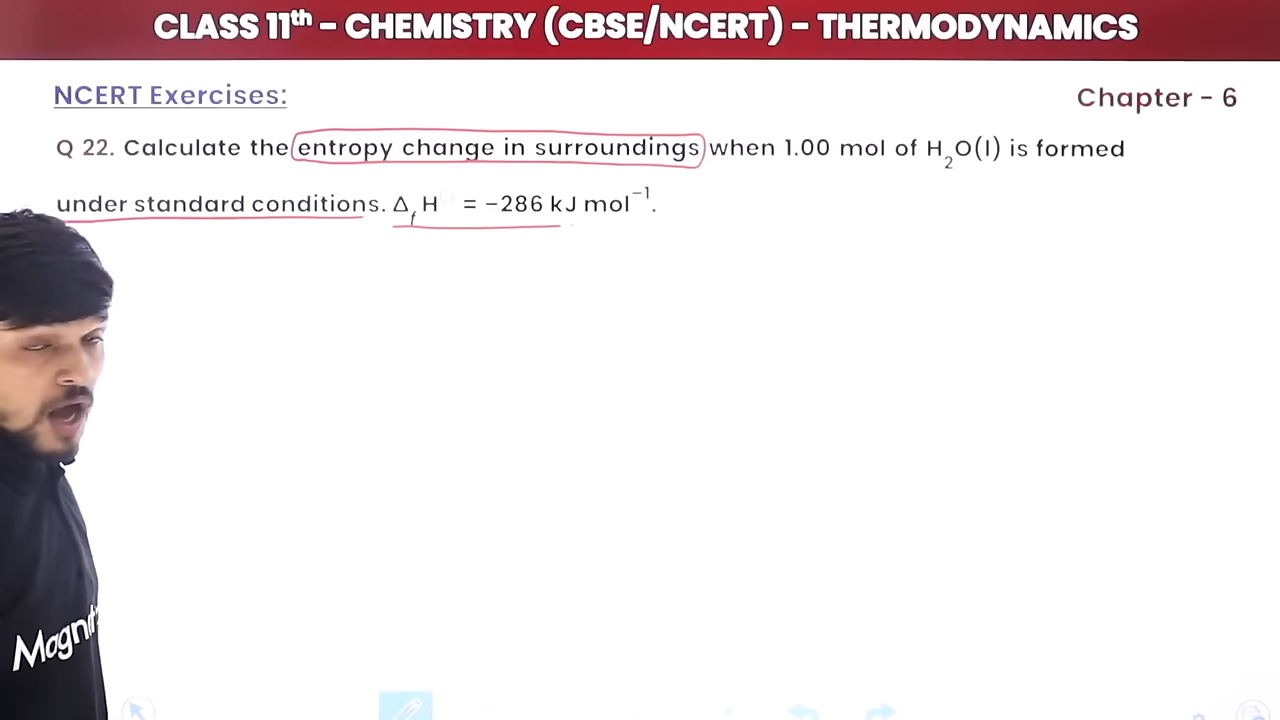 CLASS 11th – CHEMISTRY (CBSE/NCERT) – THERMODYNAMICS
NCERT Exercises:
Chapter - 6
Q 22. Calculate the entropy change in surroundings when 1.00 mol of H₂O(l) is formed
under standard conditions. Δ_f H° = −286 kJ mol⁻¹.